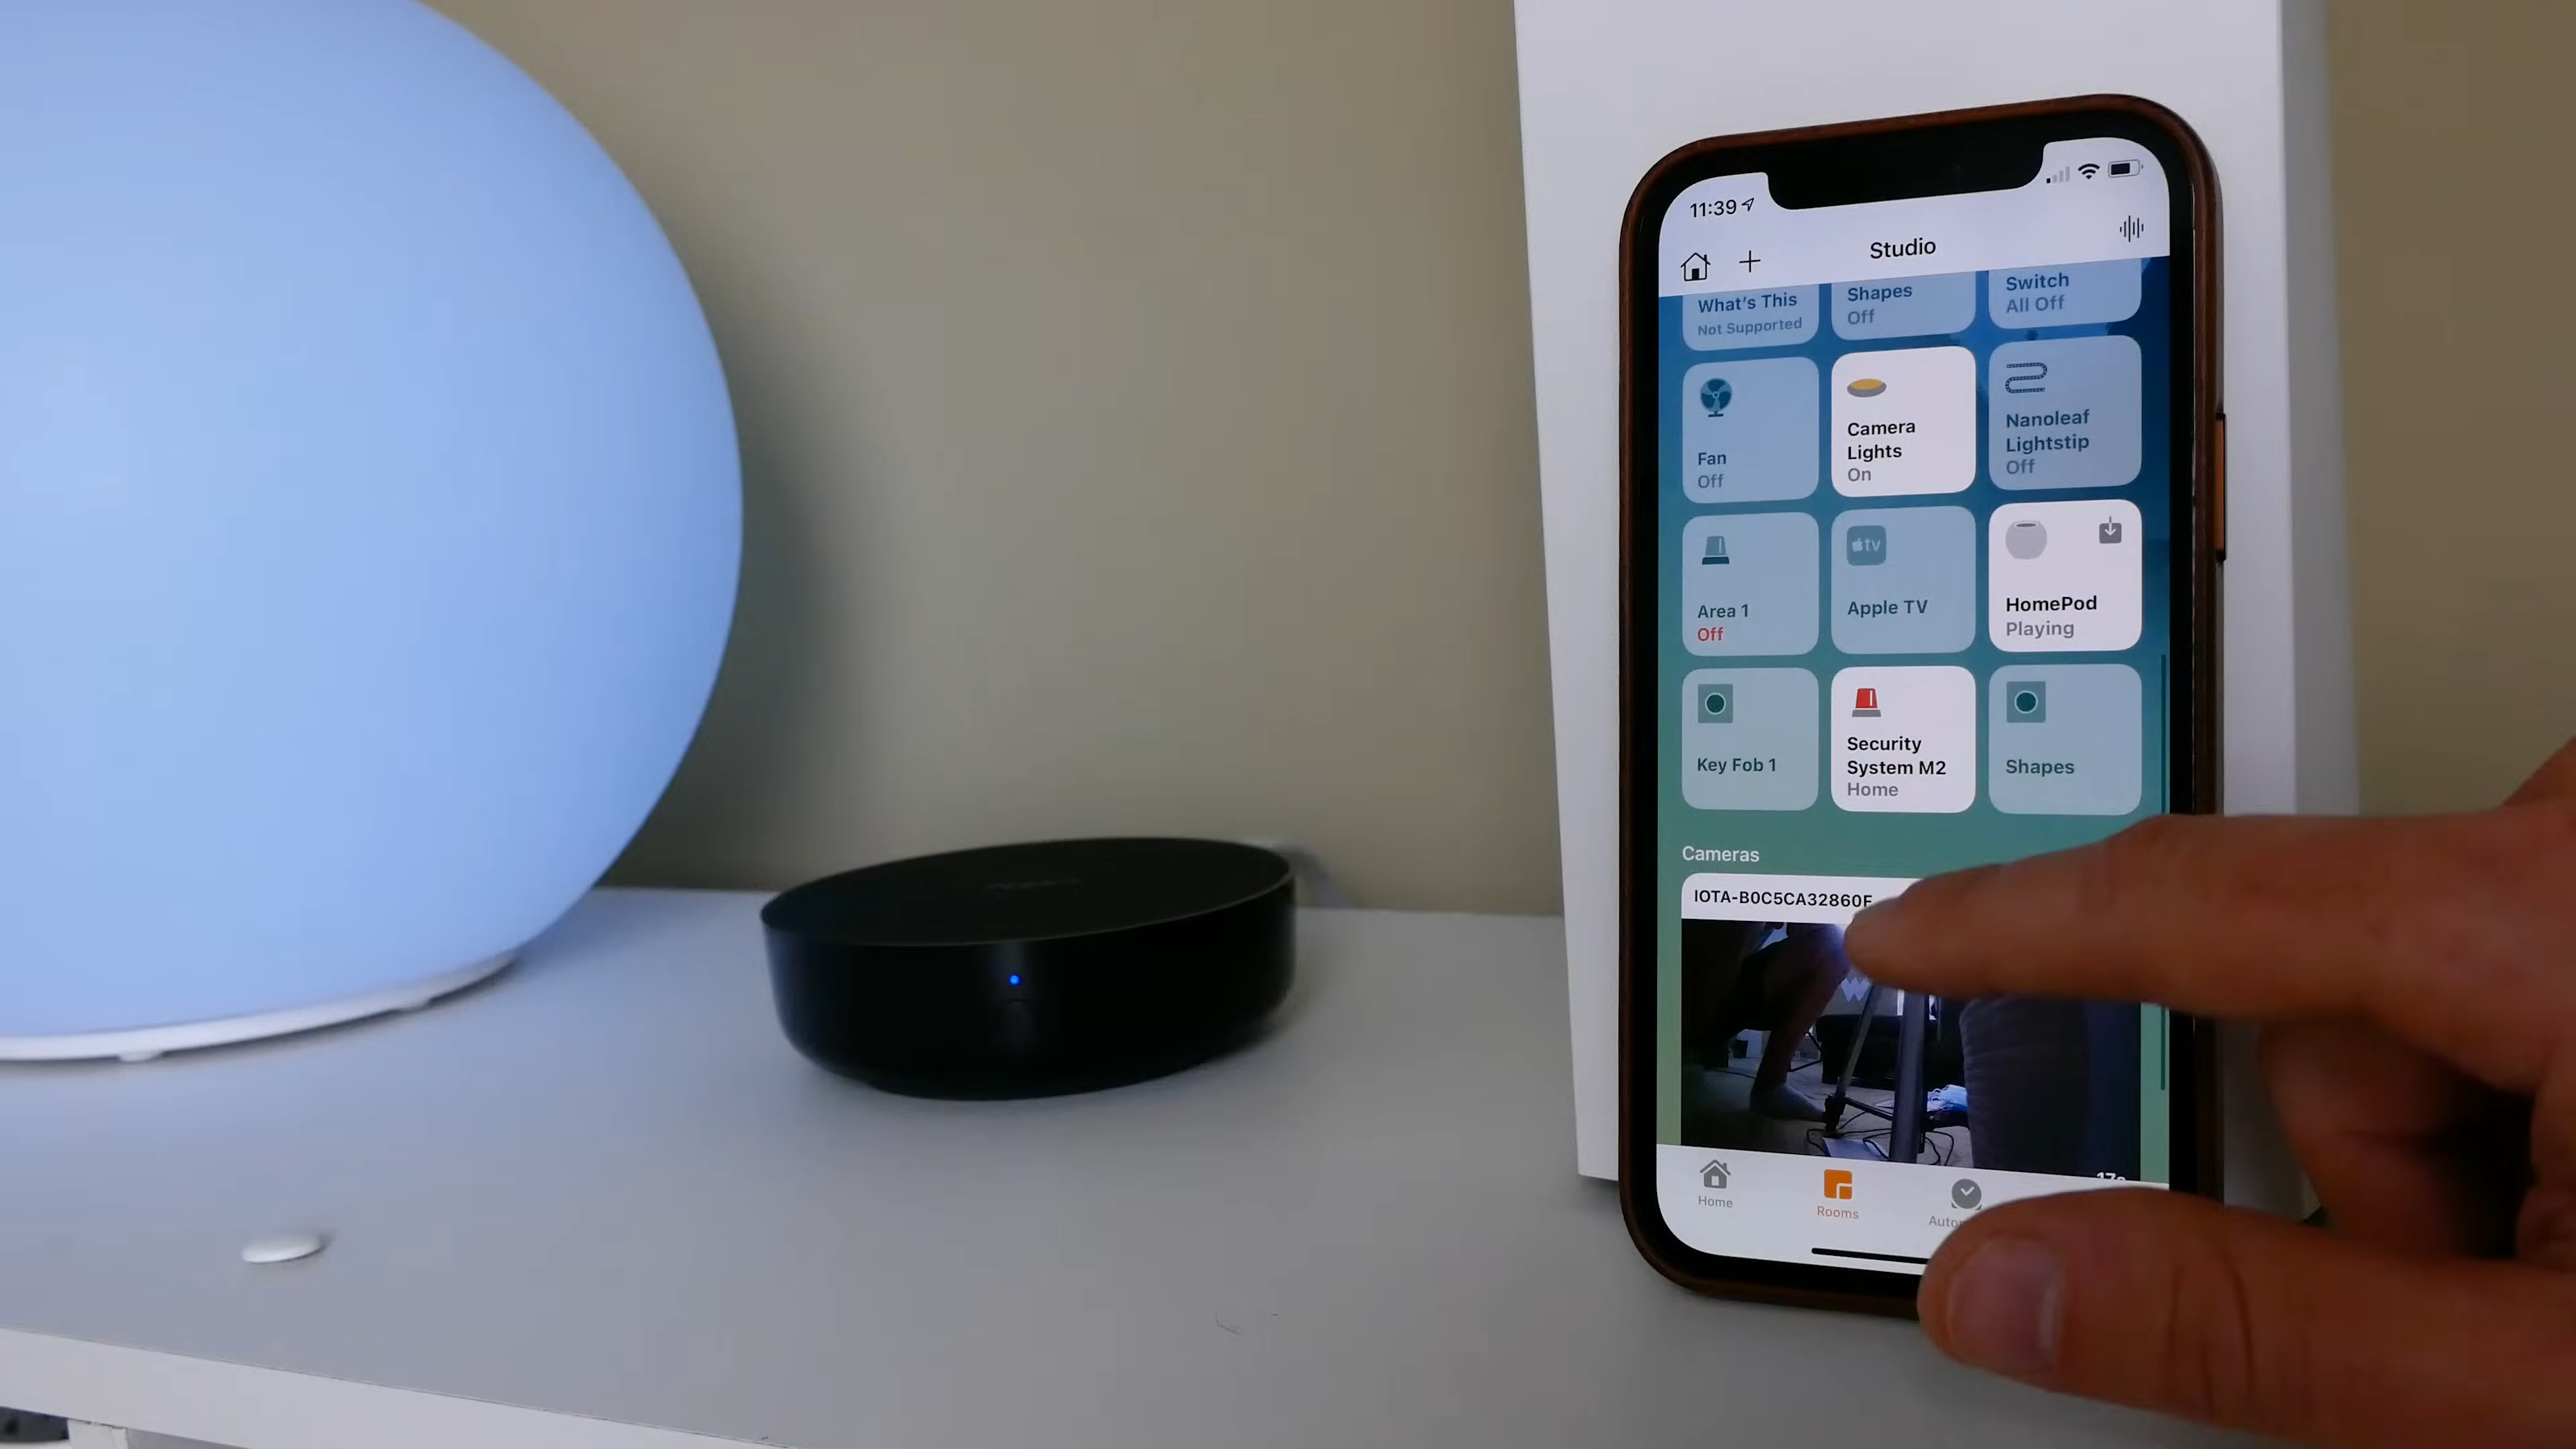 11:39
Studio
What's This
Not Supported
Shapes
Off
Switch
All Off
Fan
Off
Camera
Lights
On
Nanoleaf
Lightstip
Off
Area 1
Off
tv
Apple TV
HomePod
Playing
Key Fob 1
Security
System M2
Home
Shapes
Cameras
IOTA-B0C5CA32860F
Home
Rooms